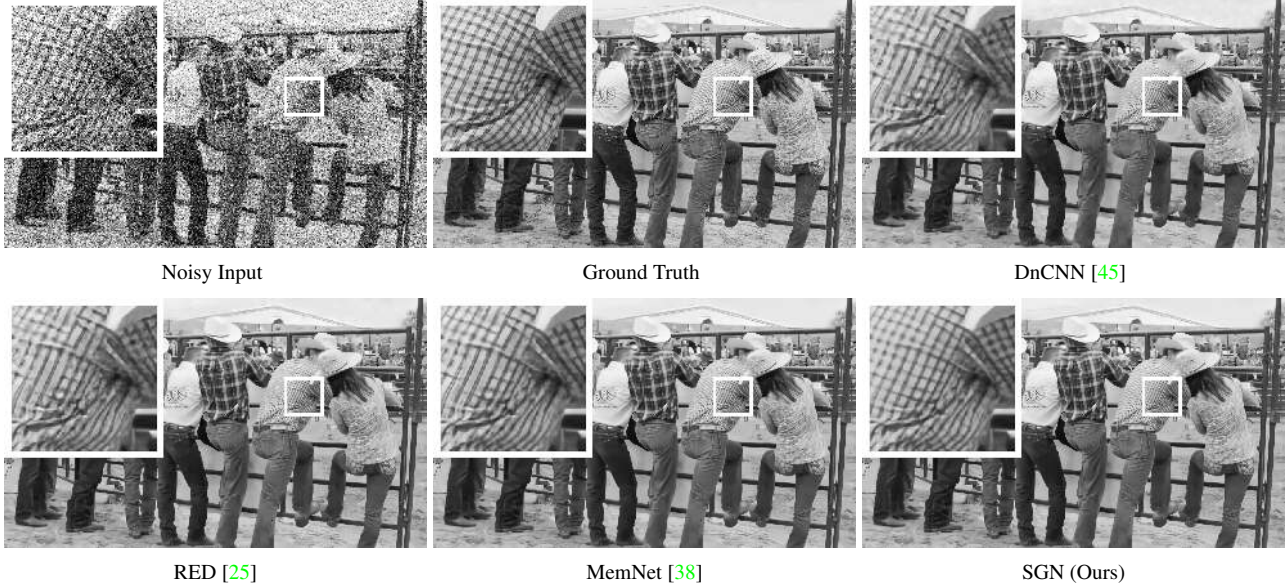 Noisy Input
Ground Truth
DnCNN [45]
RED [25]
MemNet [38]
SGN (Ours)